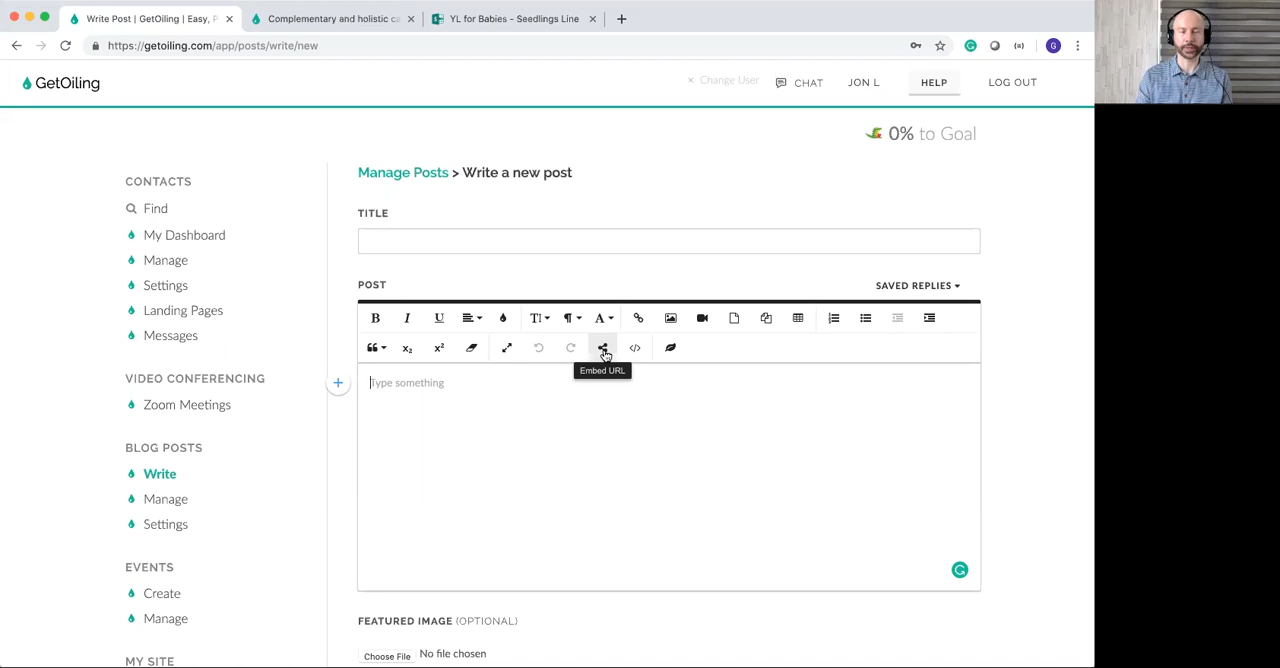 Write Post | GetOiling | Easy, P
Complementary and holistic ca
YL for Babies - Seedlings Line
https://getoiling.com/app/posts/write/new
G
GetOiling
× Change User
CHAT
JON L
HELP
LOG OUT
0% to Goal
CONTACTS
Find
My Dashboard
Manage
Settings
Landing Pages
Messages
VIDEO CONFERENCING
Zoom Meetings
BLOG POSTS
Write
Manage
Settings
EVENTS
Create
Manage
MY SITE
Manage Posts > Write a new post
TITLE
POST
SAVED REPLIES
Embed URL
Type something
FEATURED IMAGE (OPTIONAL)
Choose File No file chosen